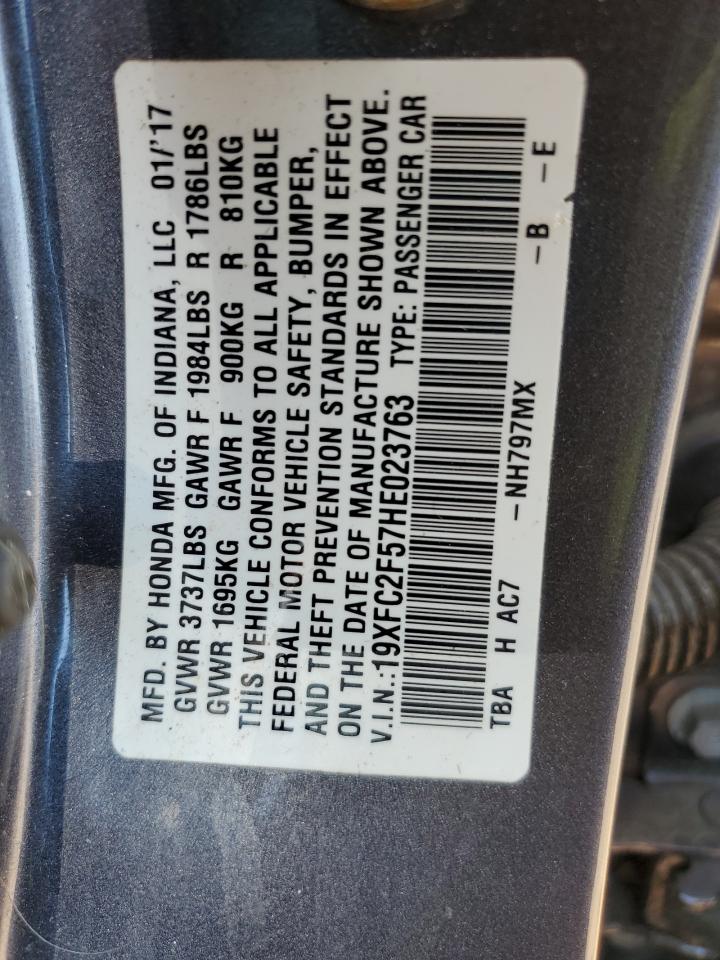 MFD. BY HONDA MFG. OF INDIANA, LLC 01/'17
GVWR 3737LBS GAWR F 1984LBS R 1786LBS
GVWR 1695KG GAWR F 900KG R 810KG
THIS VEHICLE CONFORMS TO ALL APPLICABLE
FEDERAL MOTOR VEHICLE SAFETY, BUMPER,
AND THEFT PREVENTION STANDARDS IN EFFECT
ON THE DATE OF MANUFACTURE SHOWN ABOVE.
V.I.N.:19XFC2F57HE023763 TYPE: PASSENGER CAR
TBA H AC7 -NH797MX -B -E